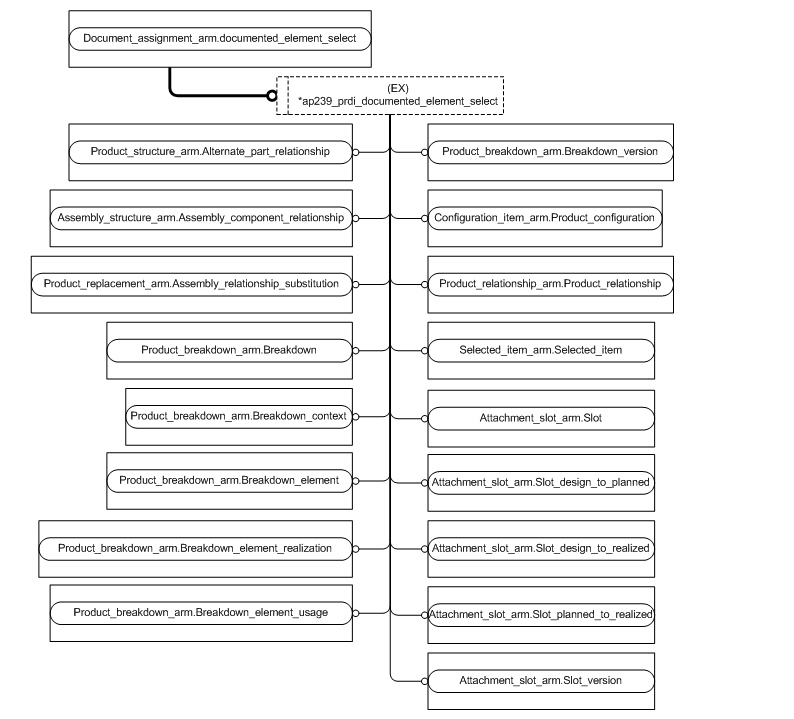 Document_assignment_arm.documented_element_select
(EX)
*ap239_prdi_documented_element_select
Product_structure_arm.Alternate_part_relationship
Product_breakdown_arm.Breakdown_version
Assembly_structure_arm.Assembly_component_relationship
Configuration_item_arm.Product_configuration
Product_replacement_arm.Assembly_relationship_substitution
Product_relationship_arm.Product_relationship
Product_breakdown_arm.Breakdown
Selected_item_arm.Selected_item
Product_breakdown_arm.Breakdown_context
Attachment_slot_arm.Slot
Product_breakdown_arm.Breakdown_element
Attachment_slot_arm.Slot_design_to_planned
Product_breakdown_arm.Breakdown_element_realization
Attachment_slot_arm.Slot_design_to_realized
Product_breakdown_arm.Breakdown_element_usage
Attachment_slot_arm.Slot_planned_to_realized
Attachment_slot_arm.Slot_version